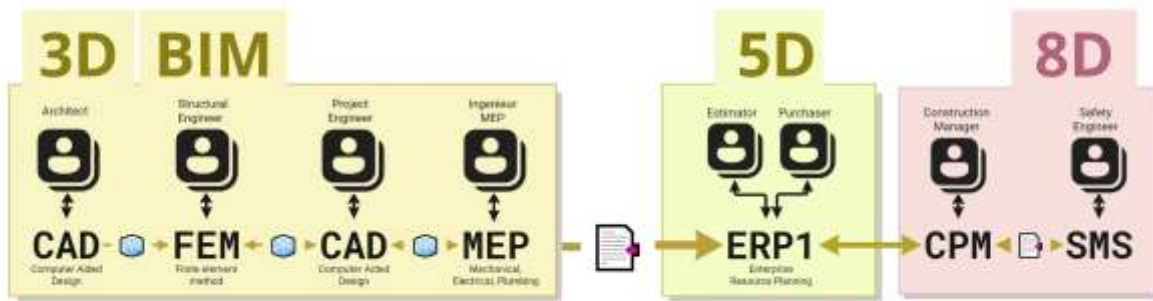 3D BIM 5D 8D
Architect
Structural
Engineer
Project
Engineer
Ingenieur
MEP
Estimator
Purchaser
Construction
Manager
Safety
Engineer
CAD FEM CAD MEP ERP1 CPM SMS
Computer Aided
Design
Finite element
method
Computer Aided
Design
Mechanical,
Electrical, Plumbing
Enterprise
Resource Planning